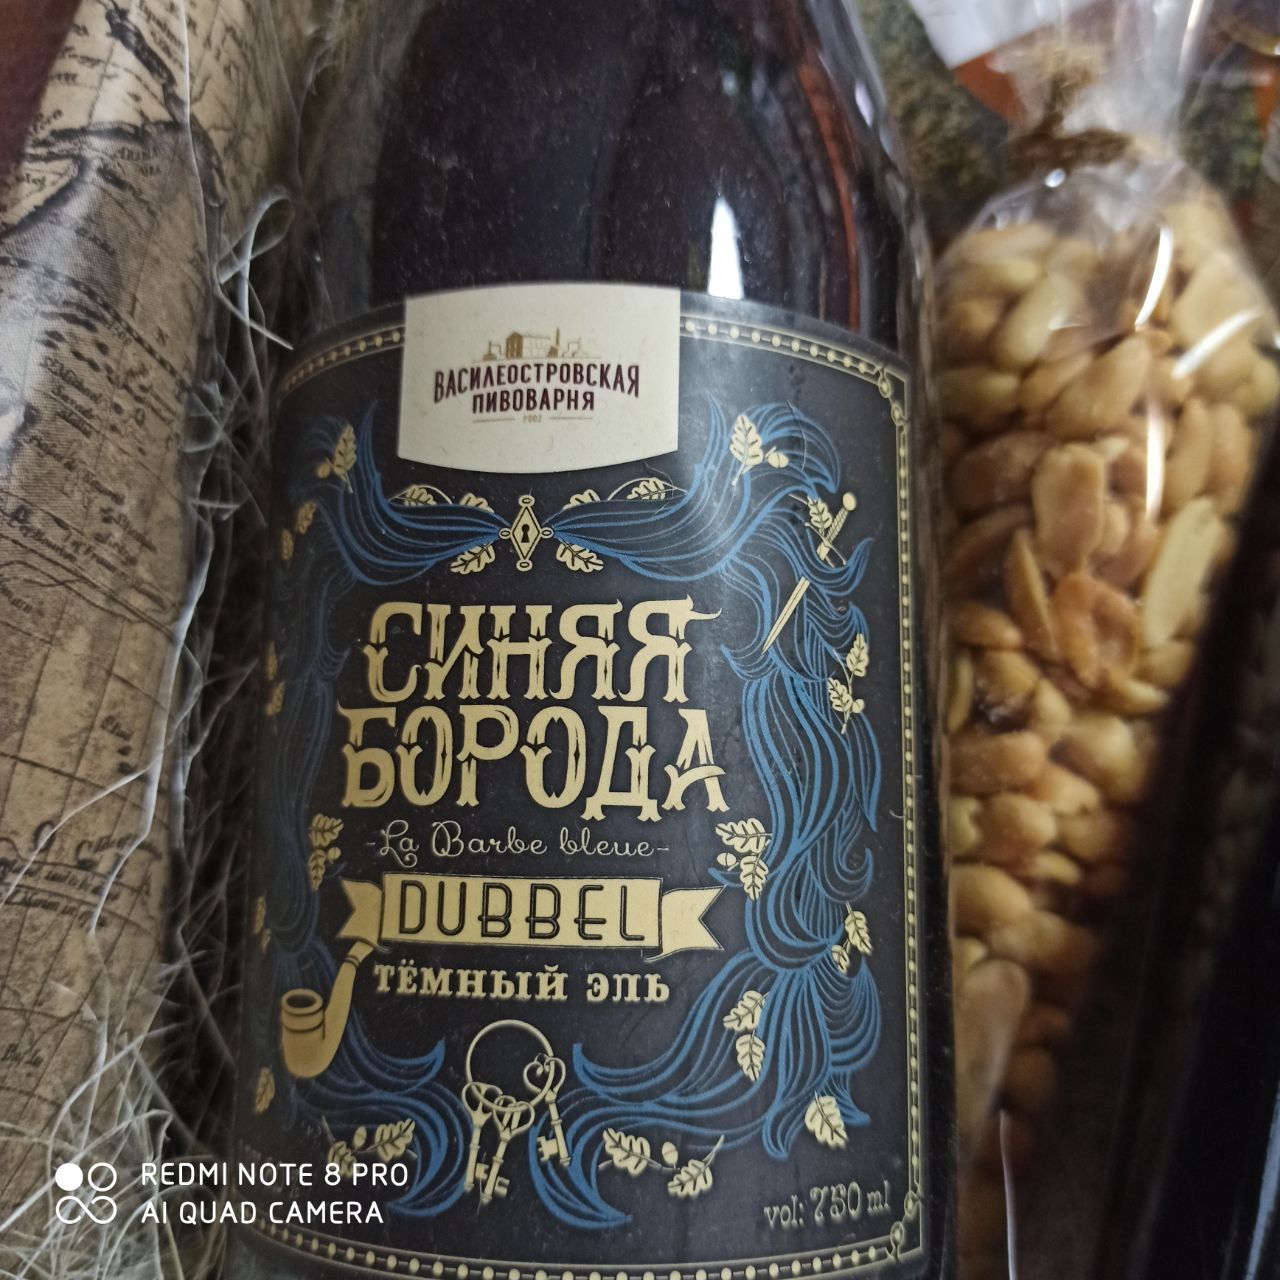 ВАСИЛЕОСТРОВСКАЯ
ПИВОВАРНЯ
2002
СИНЯЯ
БОРОДА
-La Barbe bleue-
DUBBEL
ТЁМНЫЙ ЭЛЬ
vol: 750 ml
REDMI NOTE 8 PRO
AI QUAD CAMERA